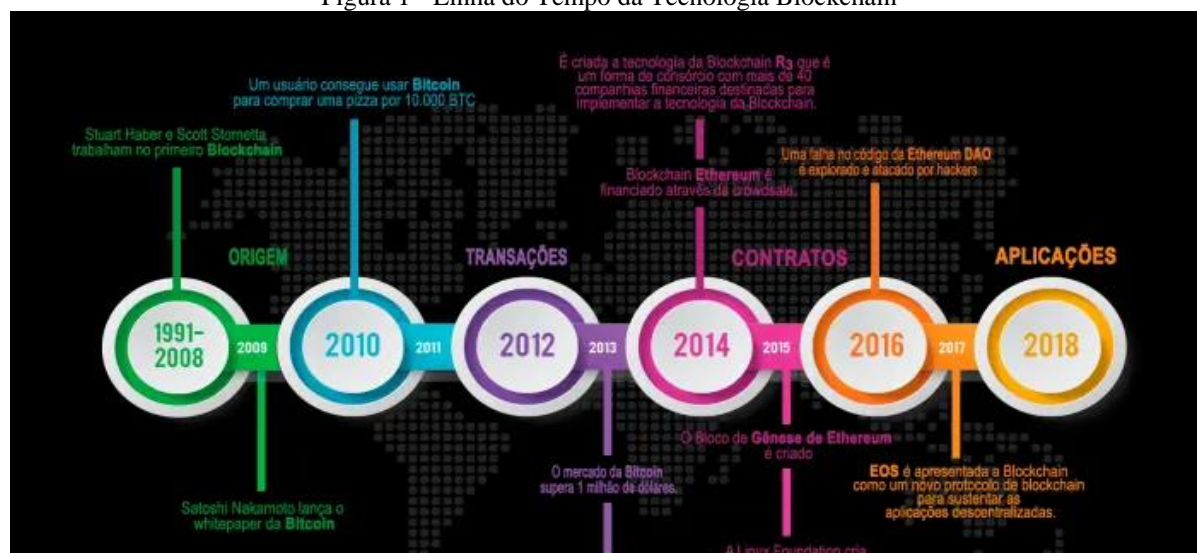 Figura 1 - Linha do Tempo da Tecnologia Blockchain
É criada a tecnologia da Blockchain R3 que é
um forma de consórcio com mais de 40
companhias financeiras destinadas para
implementar a tecnologia da Blockchain.
Um usuário consegue usar Bitcoin
para comprar uma pizza por 10.000 BTC
Stuart Haber e Scott Stornetta
trabalham no primeiro Blockchain
Uma falha no código da Ethereum DAO
é explorado e atacado por hackers
Blockchain Ethereum é
financiado através da crowdsale.
ORIGEM
TRANSAÇÕES
CONTRATOS
APLICAÇÕES
1991-
2008
2009
2010
2011
2012
2013
2014
2015
2016
2017
2018
O Bloco de Gênose de Ethereum
é criado
O mercado da Bitcoin
supera 1 milhão de dólares.
EOS é apresentada a Blockchain
como um novo protocolo de blockchain
para sustentar as
aplicações descentralizadas.
Satoshi Nakamoto lança o
whitepaper da Bitcoin
A Linux Foundation cria